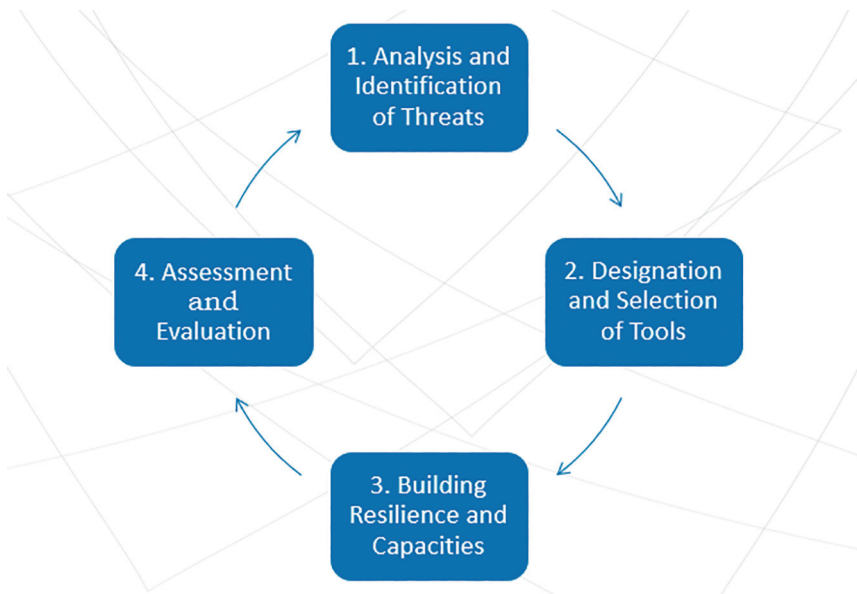 1. Analysis and
Identification
of Threats
2. Designation
and Selection
of Tools
3. Building
Resilience and
Capacities
4. Assessment
and
Evaluation